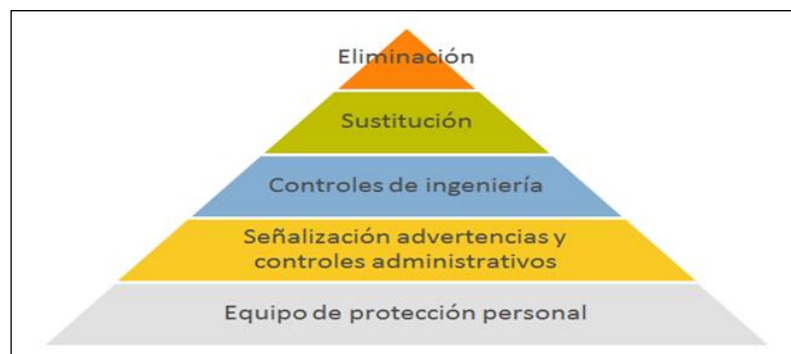 Eliminación
Sustitución
Controles de ingeniería
Señalización advertencias y
controles administrativos
Equipo de protección personal